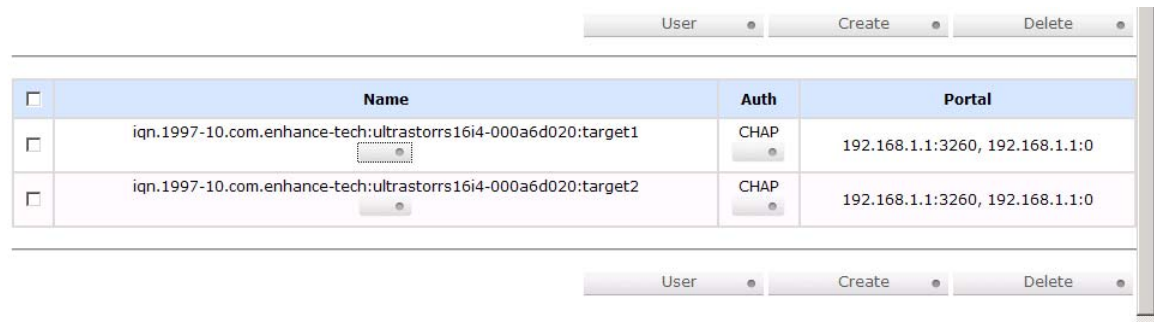 User Create Delete
Name Auth Portal
iqn.1997-10.com.enhance-tech:ultrastorrs16i4-000a6d020:target1 CHAP 192.168.1.1:3260, 192.168.1.1:0
iqn.1997-10.com.enhance-tech:ultrastorrs16i4-000a6d020:target2 CHAP 192.168.1.1:3260, 192.168.1.1:0
User Create Delete